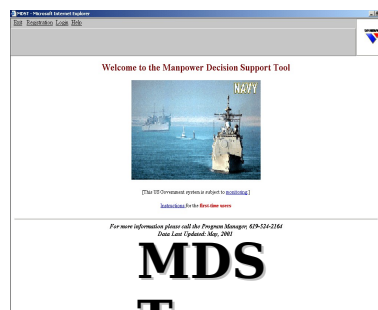 MDST - Microsoft Internet Explorer
Exit Registration Login Help
Welcome to the Manpower Decision Support Tool
NAVY
[This US Government system is subject to monitoring.]
Instructions for the first time users
For more information please call the Program Manager, 619-524-2164
Data Last Updated: May, 2001
MDS
T